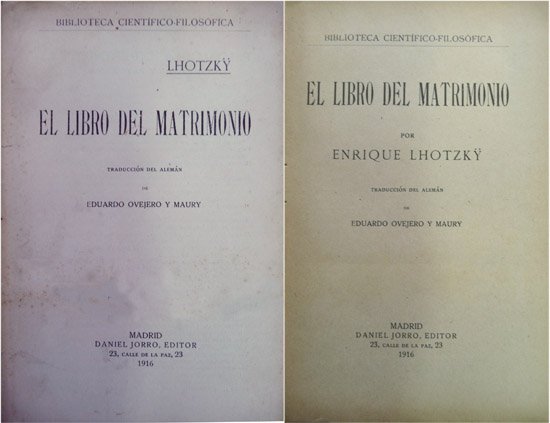 BIBLIOTECA CIENTÍFICO-FILOSÓFICA
LHOTZKŸ
EL LIBRO DEL MATRIMONIO
TRADUCCIÓN DEL ALEMÁN
DE
EDUARDO OVEJERO Y MAURY
MADRID
DANIEL JORRO, EDITOR
23, CALLE DE LA PAZ, 23
1916
BIBLIOTECA CIENTÍFICO-FILOSÓFICA
EL LIBRO DEL MATRIMONIO
POR
ENRIQUE LHOTZKŸ
TRADUCCIÓN DEL ALEMÁN
DE
EDUARDO OVEJERO Y MAURY
MADRID
DANIEL JORRO, EDITOR
23, CALLE DE LA PAZ, 23
1916